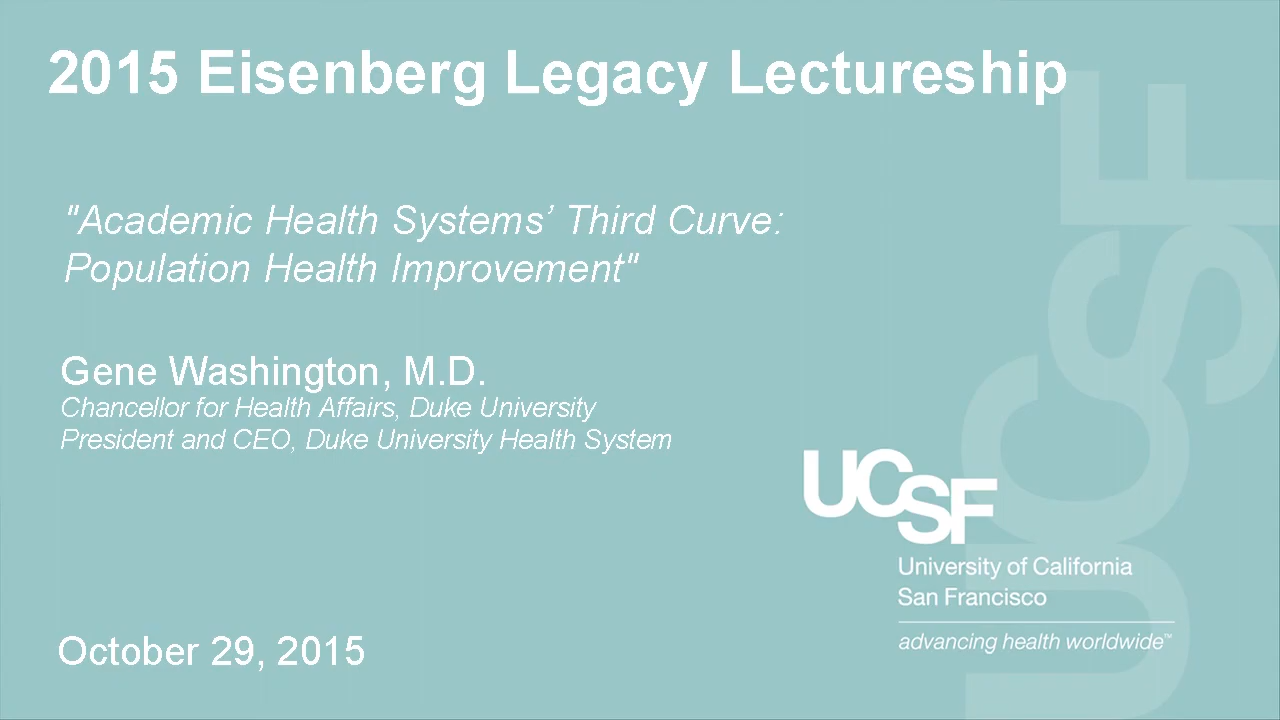 2015 Eisenberg Legacy Lectureship
"Academic Health Systems’ Third Curve:
Population Health Improvement"
Gene Washington, M.D.
Chancellor for Health Affairs, Duke University
President and CEO, Duke University Health System
UCSF
University of California
San Francisco
advancing health worldwide™
October 29, 2015
UCSF